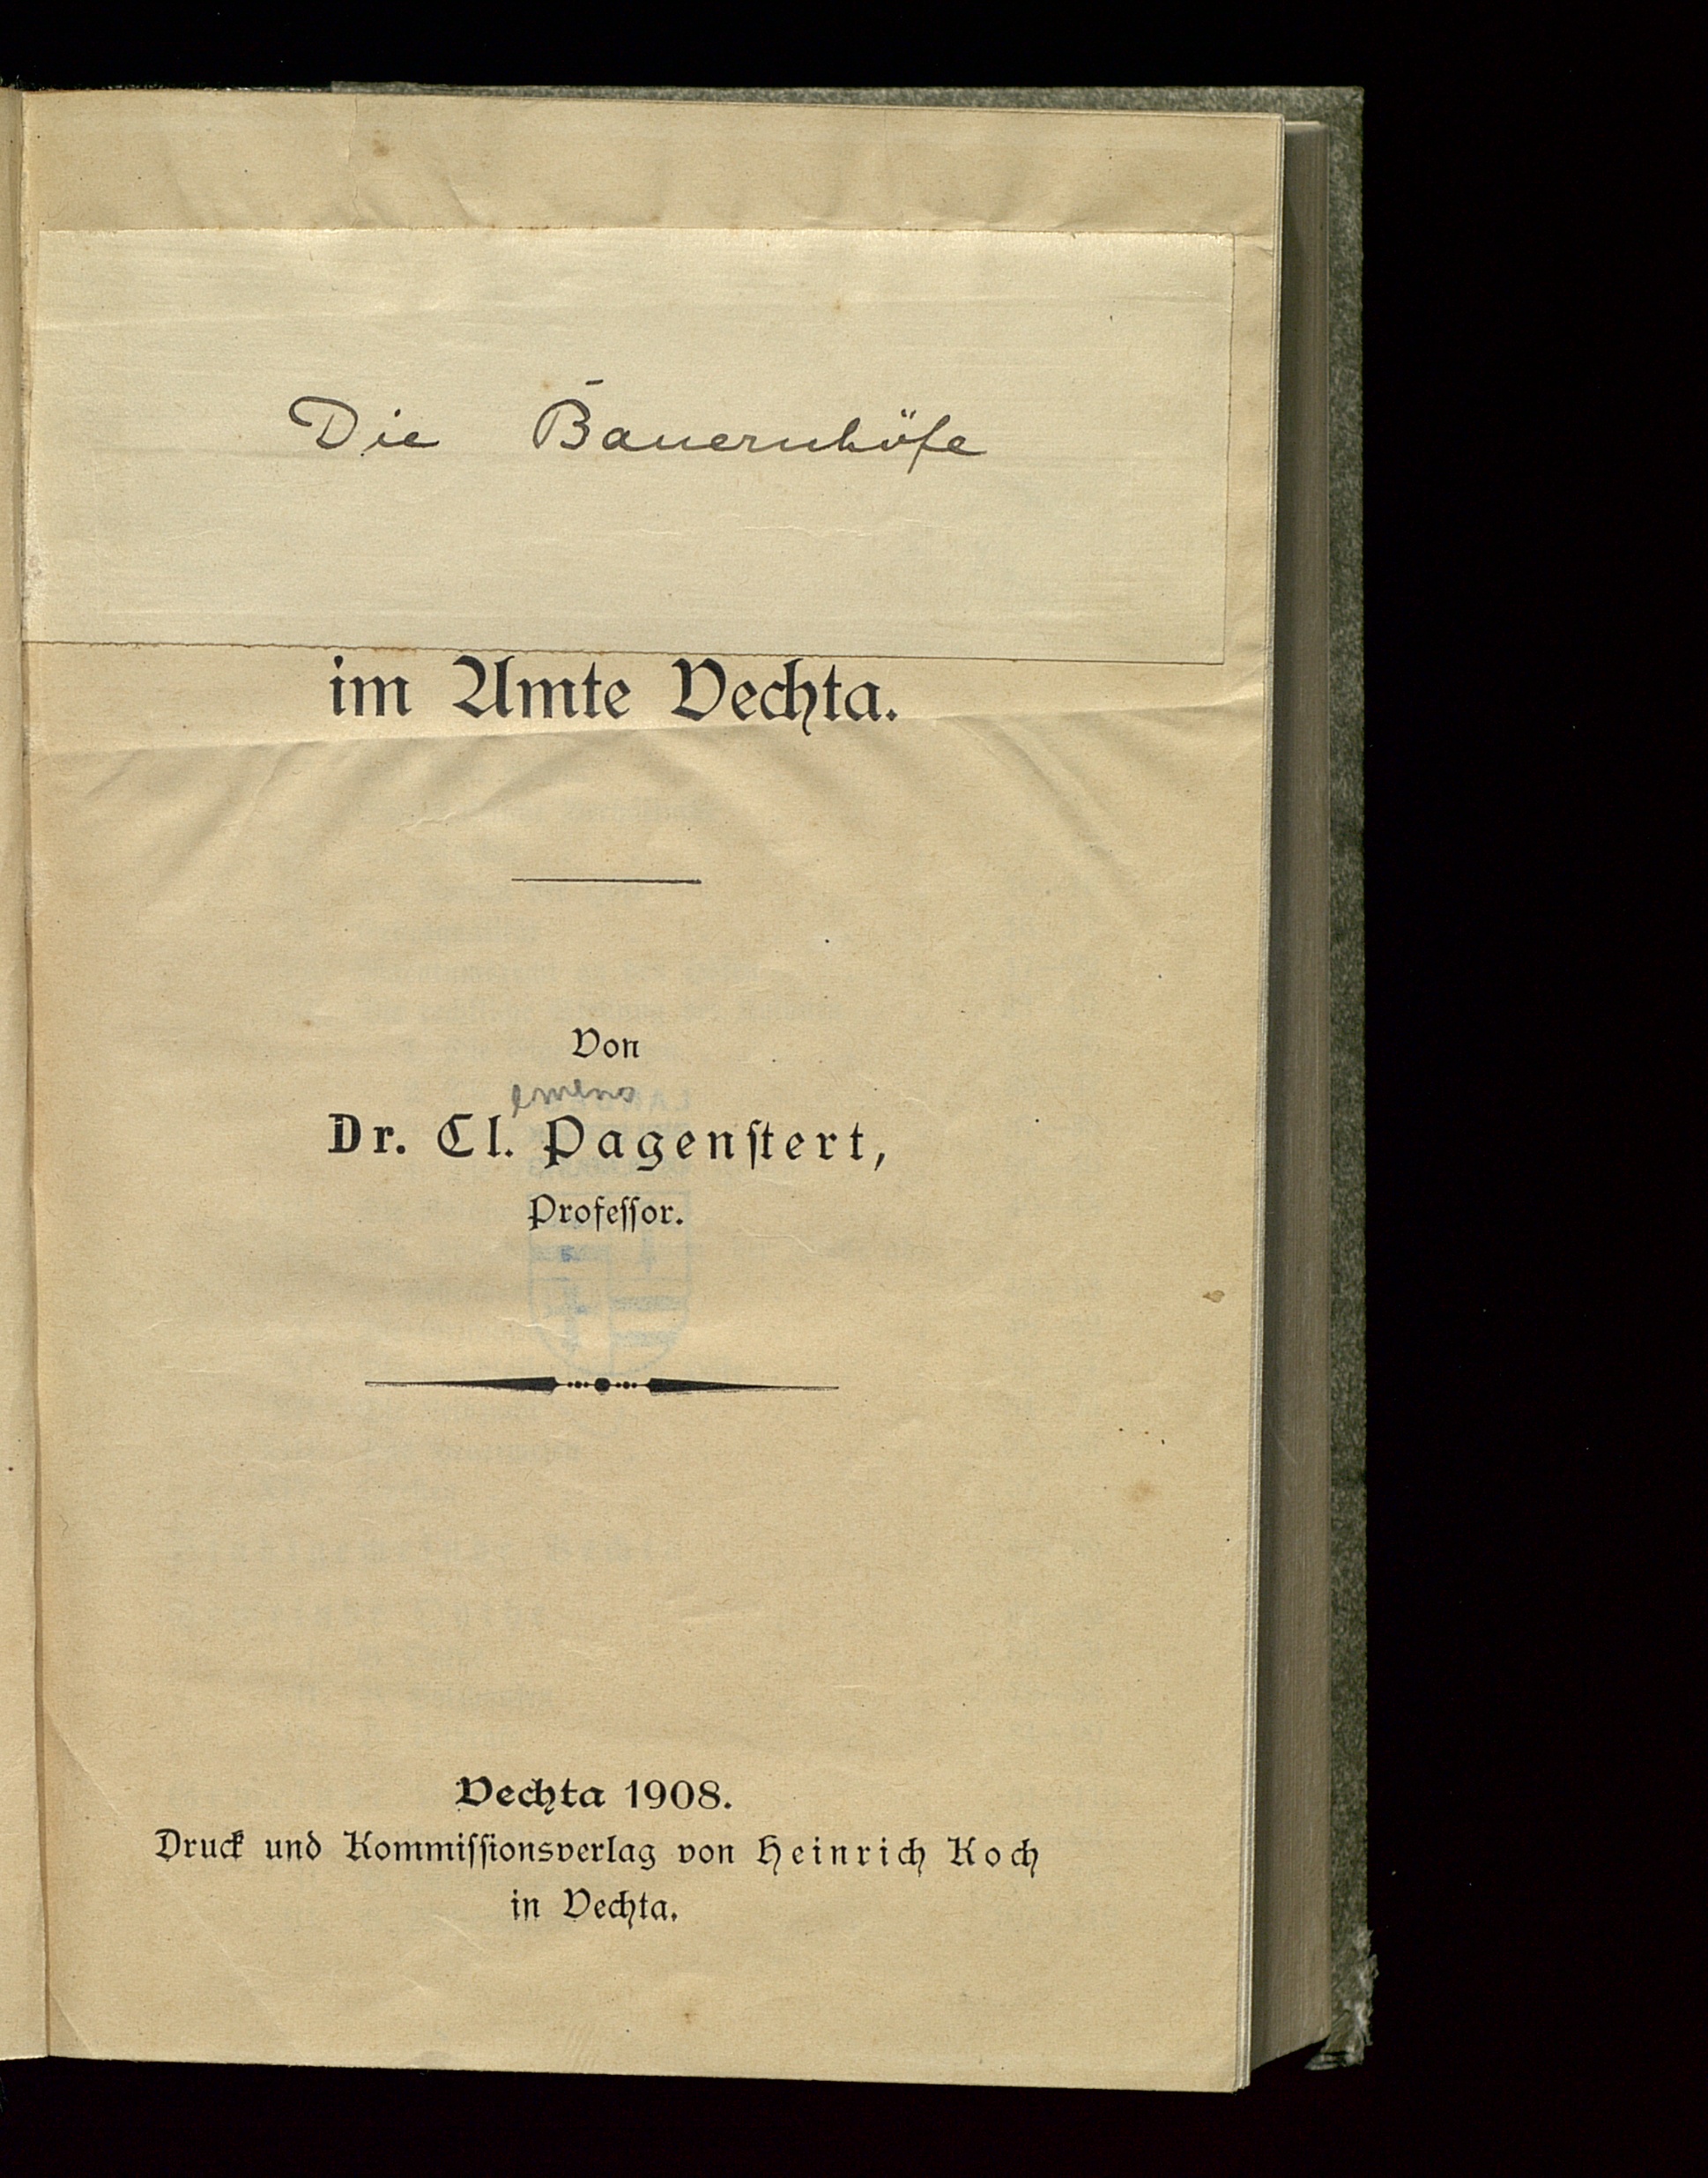 Die Bauernhöfe
im Amte Vechta.
Von
emens
Dr. Cl. Pagenſtert,
Profeſſor.
Vechta 1908.
Druck und Kommiſſionsverlag von Heinrich Koch
in Vechta.